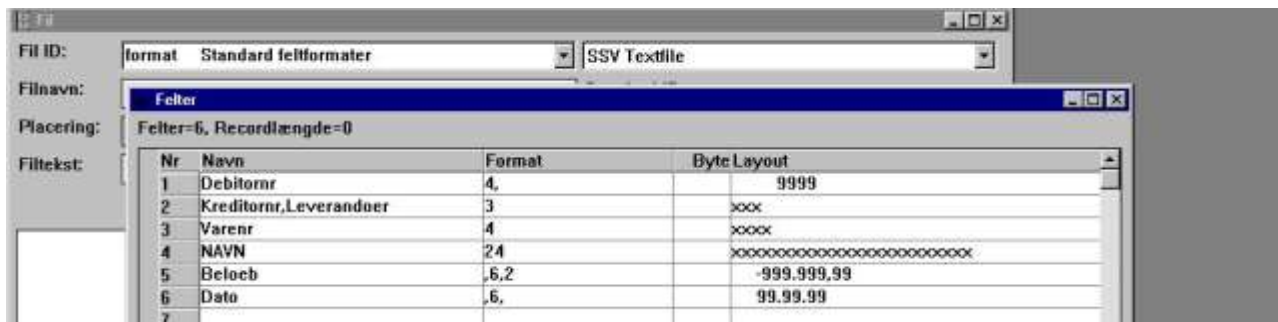 Fil
Fil ID: format Standard feltformater SSV Textfile
Filnavn:
Felter
Placering: Felter=6, Recordlængde=0
Filtekst: Nr Navn Format Byte Layout
1 Debitornr 4, 9999
2 Kreditornr,Leverandoer 3 xxx
3 Varenr 4 xxxx
4 NAVN 24 xxxxxxxxxxxxxxxxxxxxxxxx
5 Beloeb ,6,2 -999.999,99
6 Dato ,6, 99.99.99
7